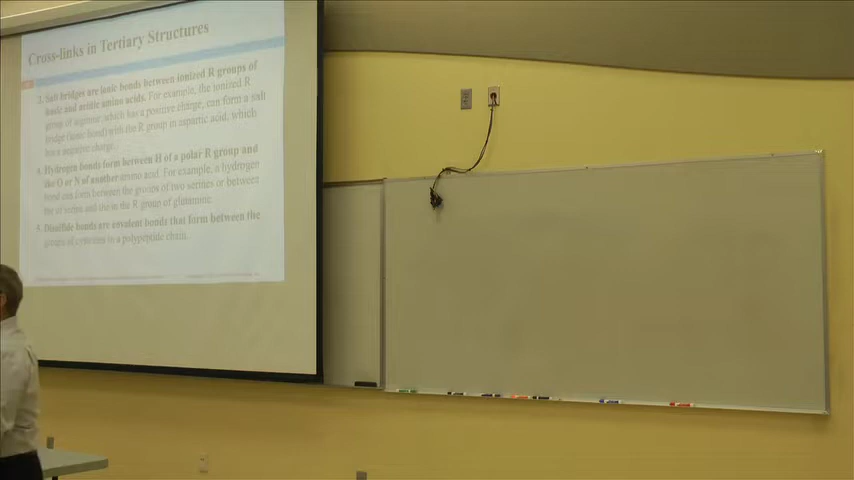 Cross-links in Tertiary Structures
3. Salt bridges are ionic bonds between ionized R groups of
basic and acidic amino acids. For example, the ionized R
group of arginine, which has a positive charge, can form a salt
bridge (ionic bond) with the R group in aspartic acid, which
has a negative charge.
4. Hydrogen bonds form between H of a polar R group and
the O or N of another amino acid. For example, a hydrogen
bond can form between the groups of two serines or between
the of serine and the in the R group of glutamine.
5. Disulfide bonds are covalent bonds that form between the
groups of cysteines in a polypeptide chain.